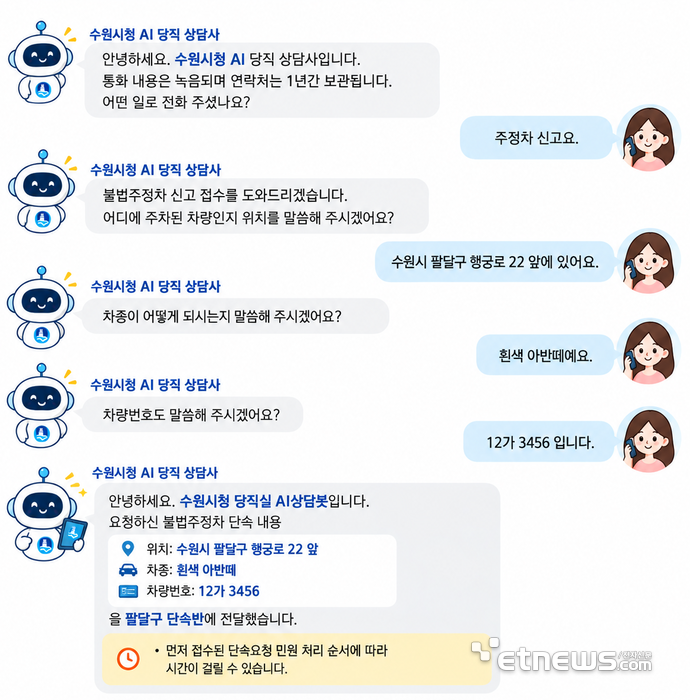 수원시청 AI 당직 상담사
안녕하세요. 수원시청 AI 당직 상담사입니다.
통화 내용은 녹음되며 연락처는 1년간 보관됩니다.
어떤 일로 전화 주셨나요?
주정차 신고요.
수원시청 AI 당직 상담사
불법주정차 신고 접수를 도와드리겠습니다.
어디에 주차된 차량인지 위치를 말씀해 주시겠어요?
수원시 팔달구 행궁로 22 앞에 있어요.
수원시청 AI 당직 상담사
차종이 어떻게 되시는지 말씀해 주시겠어요?
흰색 아반떼예요.
수원시청 AI 당직 상담사
차량번호도 말씀해 주시겠어요?
12가 3456 입니다.
수원시청 AI 당직 상담사
안녕하세요. 수원시청 당직실 AI상담봇입니다.
요청하신 불법주정차 단속 내용
위치: 수원시 팔달구 행궁로 22 앞
차종: 흰색 아반떼
차량번호: 12가 3456
을 팔달구 단속반에 전달했습니다.
• 먼저 접수된 단속요청 민원 처리 순서에 따라
시간이 걸릴 수 있습니다.
etnews.com
전자신문